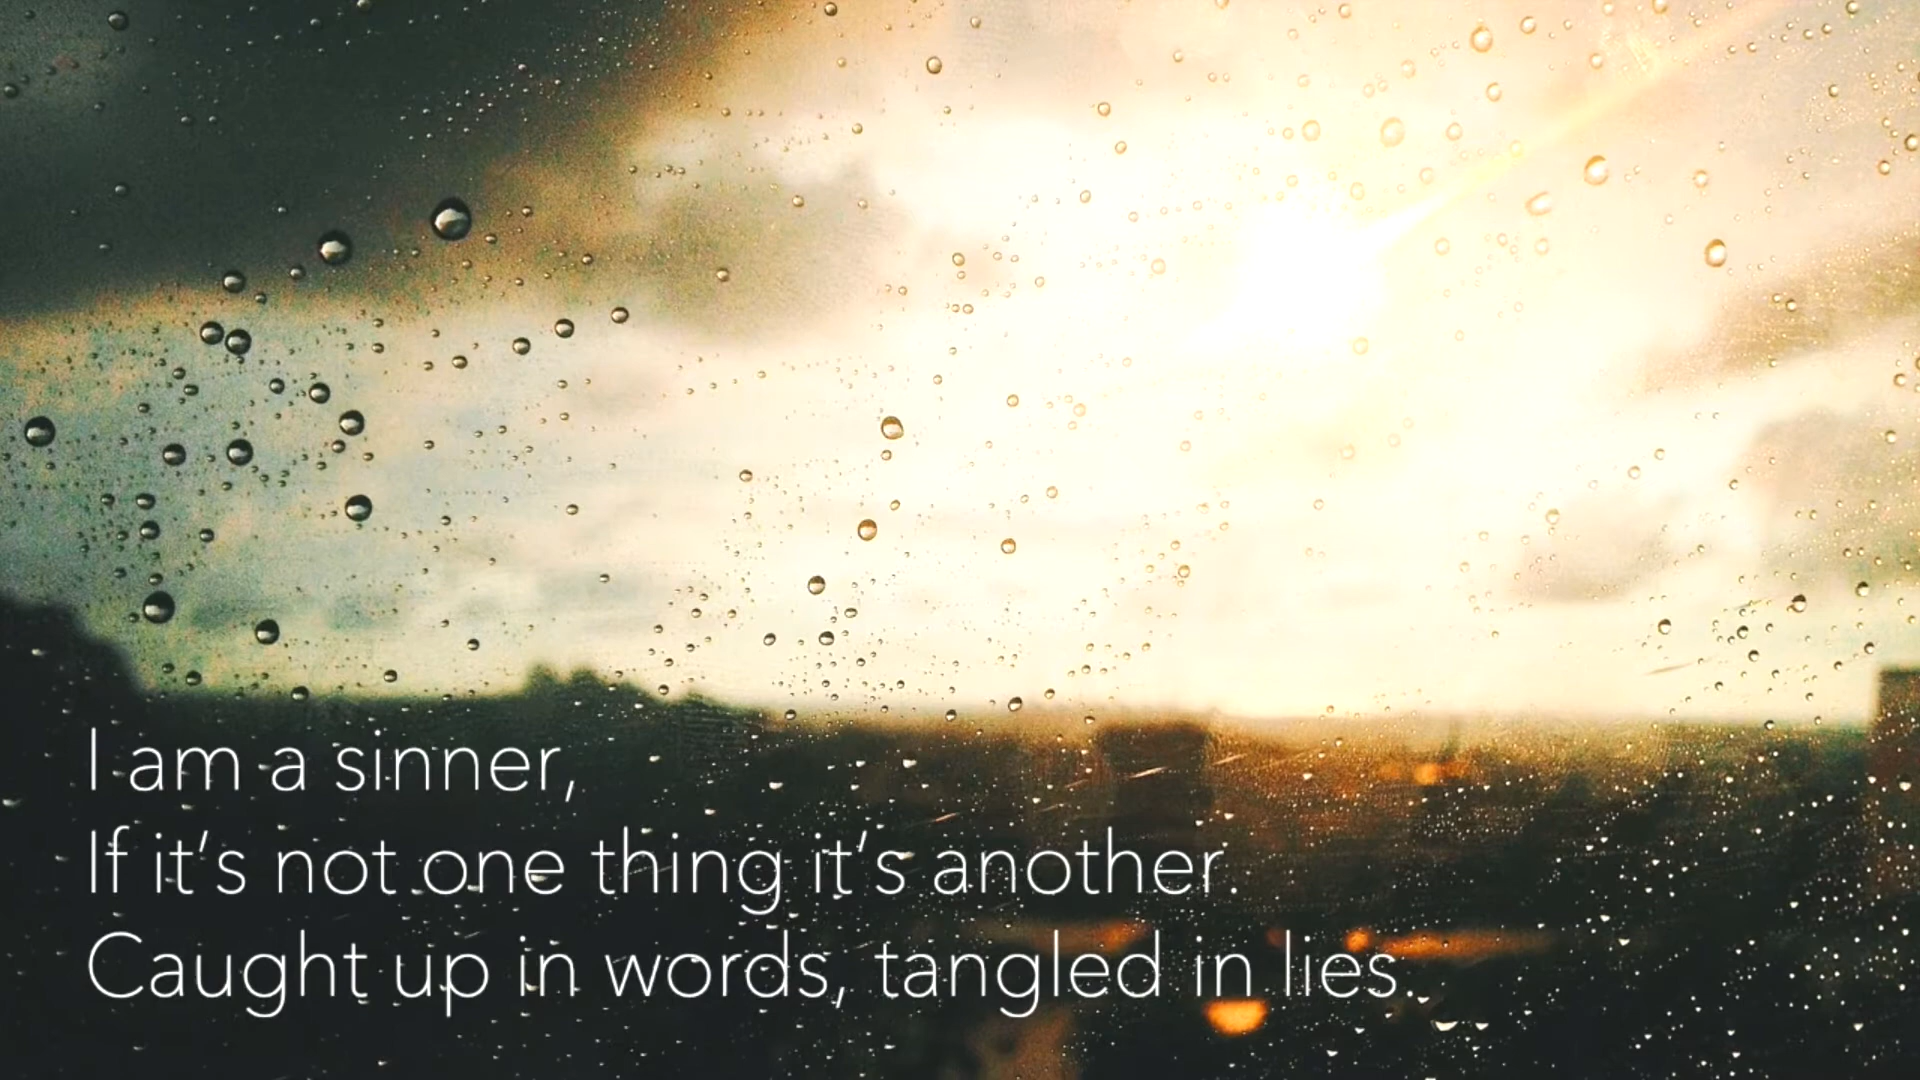 I am a sinner,
If it's not one thing it's another.
Caught up in words, tangled in lies.